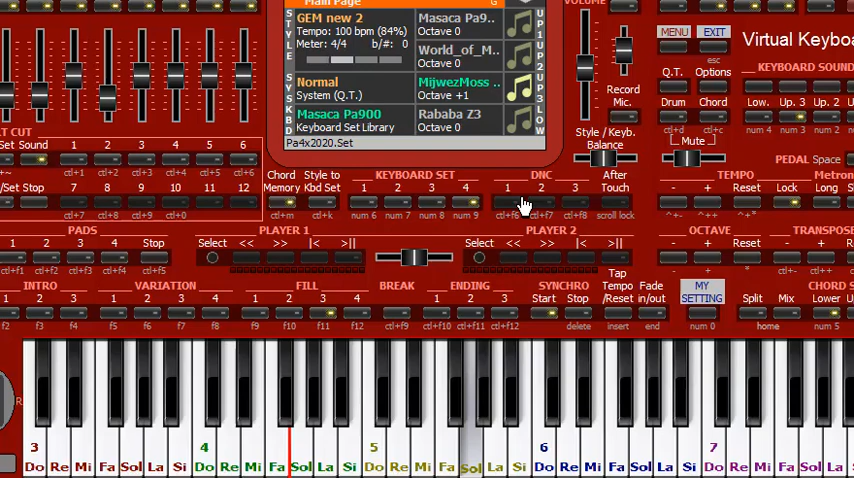 Main Page G
GEM new 2
Tempo: 100 bpm (84%)
Meter: 4/4 b/#: 0
Masaca Pa9..
Octave 0
World_of_M..
Octave 0
Normal
System (Q.T.)
MijwezMoss ..
Octave +1
Masaca Pa900
Keyboard Set Library
Rababa Z3
Octave 0
Pa4x2020.Set
STYLE
SYS
KBD
UP1 UP2 UP3 LOW
VOLUME
MENU EXIT
esc
Virtual Keyboa
Q.T. Options
KEYBOARD SOUN
Record
Mic.
Drum Chord
ctl+d ctl+c
Low. Up. 3 Up. 2
num 4 num 3 num 2
Mute
Style / Keyb.
Balance
PEDAL Space
RT CUT
Set Sound 1 2 3 4 5 6
+~ ctl+1 ctl+2 ctl+3 ctl+4 ctl+5 ctl+6
/Set Stop 7 8 9 10 11 12
ctl+7 ctl+8 ctl+9
Chord
Memory
ctl+m
Style to
Kbd Set
ctl+k
KEYBOARD SET
1 2 3 4
num 6 num 7 num 8 num 9
DNC
1 2 3
ctl+f6 ctl+f7 ctl+f8
After
Touch
scroll lock
TEMPO Metron
- + Reset Lock Long S
^+- ^++ ^+*
PADS
1 2 3 4 Stop
ctl+f1 ctl+f2 ctl+f3 ctl+f4 ctl+f5
PLAYER 1
Select << >> |< >||
PLAYER 2
Select << >> |< >||
OCTAVE TRANSPOS
- + Reset - + Res
ctl+- ctl++ ctl+
INTRO VARIATION FILL BREAK ENDING SYNCHRO
1 2 3 1 2 3 4 1 2 3 1 2 3 Start Stop
f2 f3 f4 f5 f6 f7 f8 f9 f10 f11 ctl+f9 ctl+f10 ctl+f11 ctl+f12 delete
Tap
Tempo
/Reset
insert
Fade
in/out
end
MY
SETTING
num 0
CHORD S
Split Mix Lower U
home num 5
R
3 4 5 6 7
Do Re Mi Fa Sol La Si Do Re Mi Fa Sol La Si Do Re Mi Fa Sol La Si Do Re Mi Fa Sol La Si Do Re Mi Fa